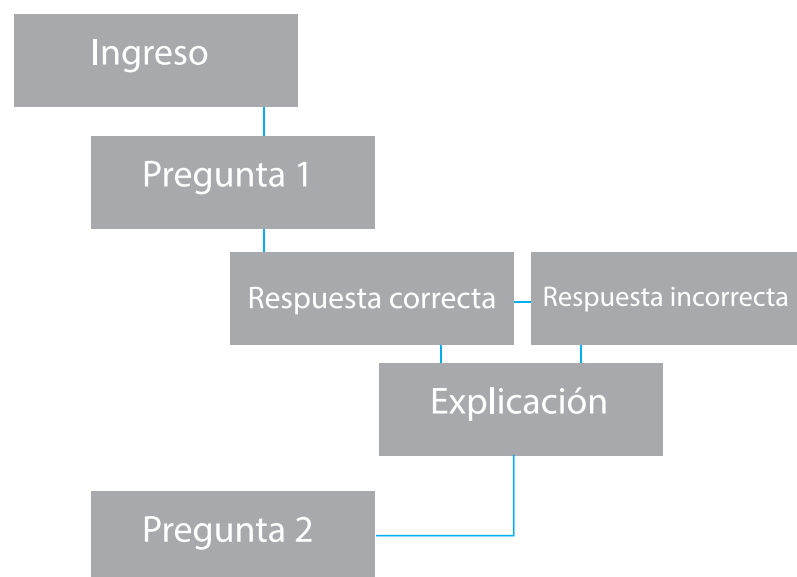 Ingreso
Pregunta 1
Respuesta correcta
Respuesta incorrecta
Explicación
Pregunta 2